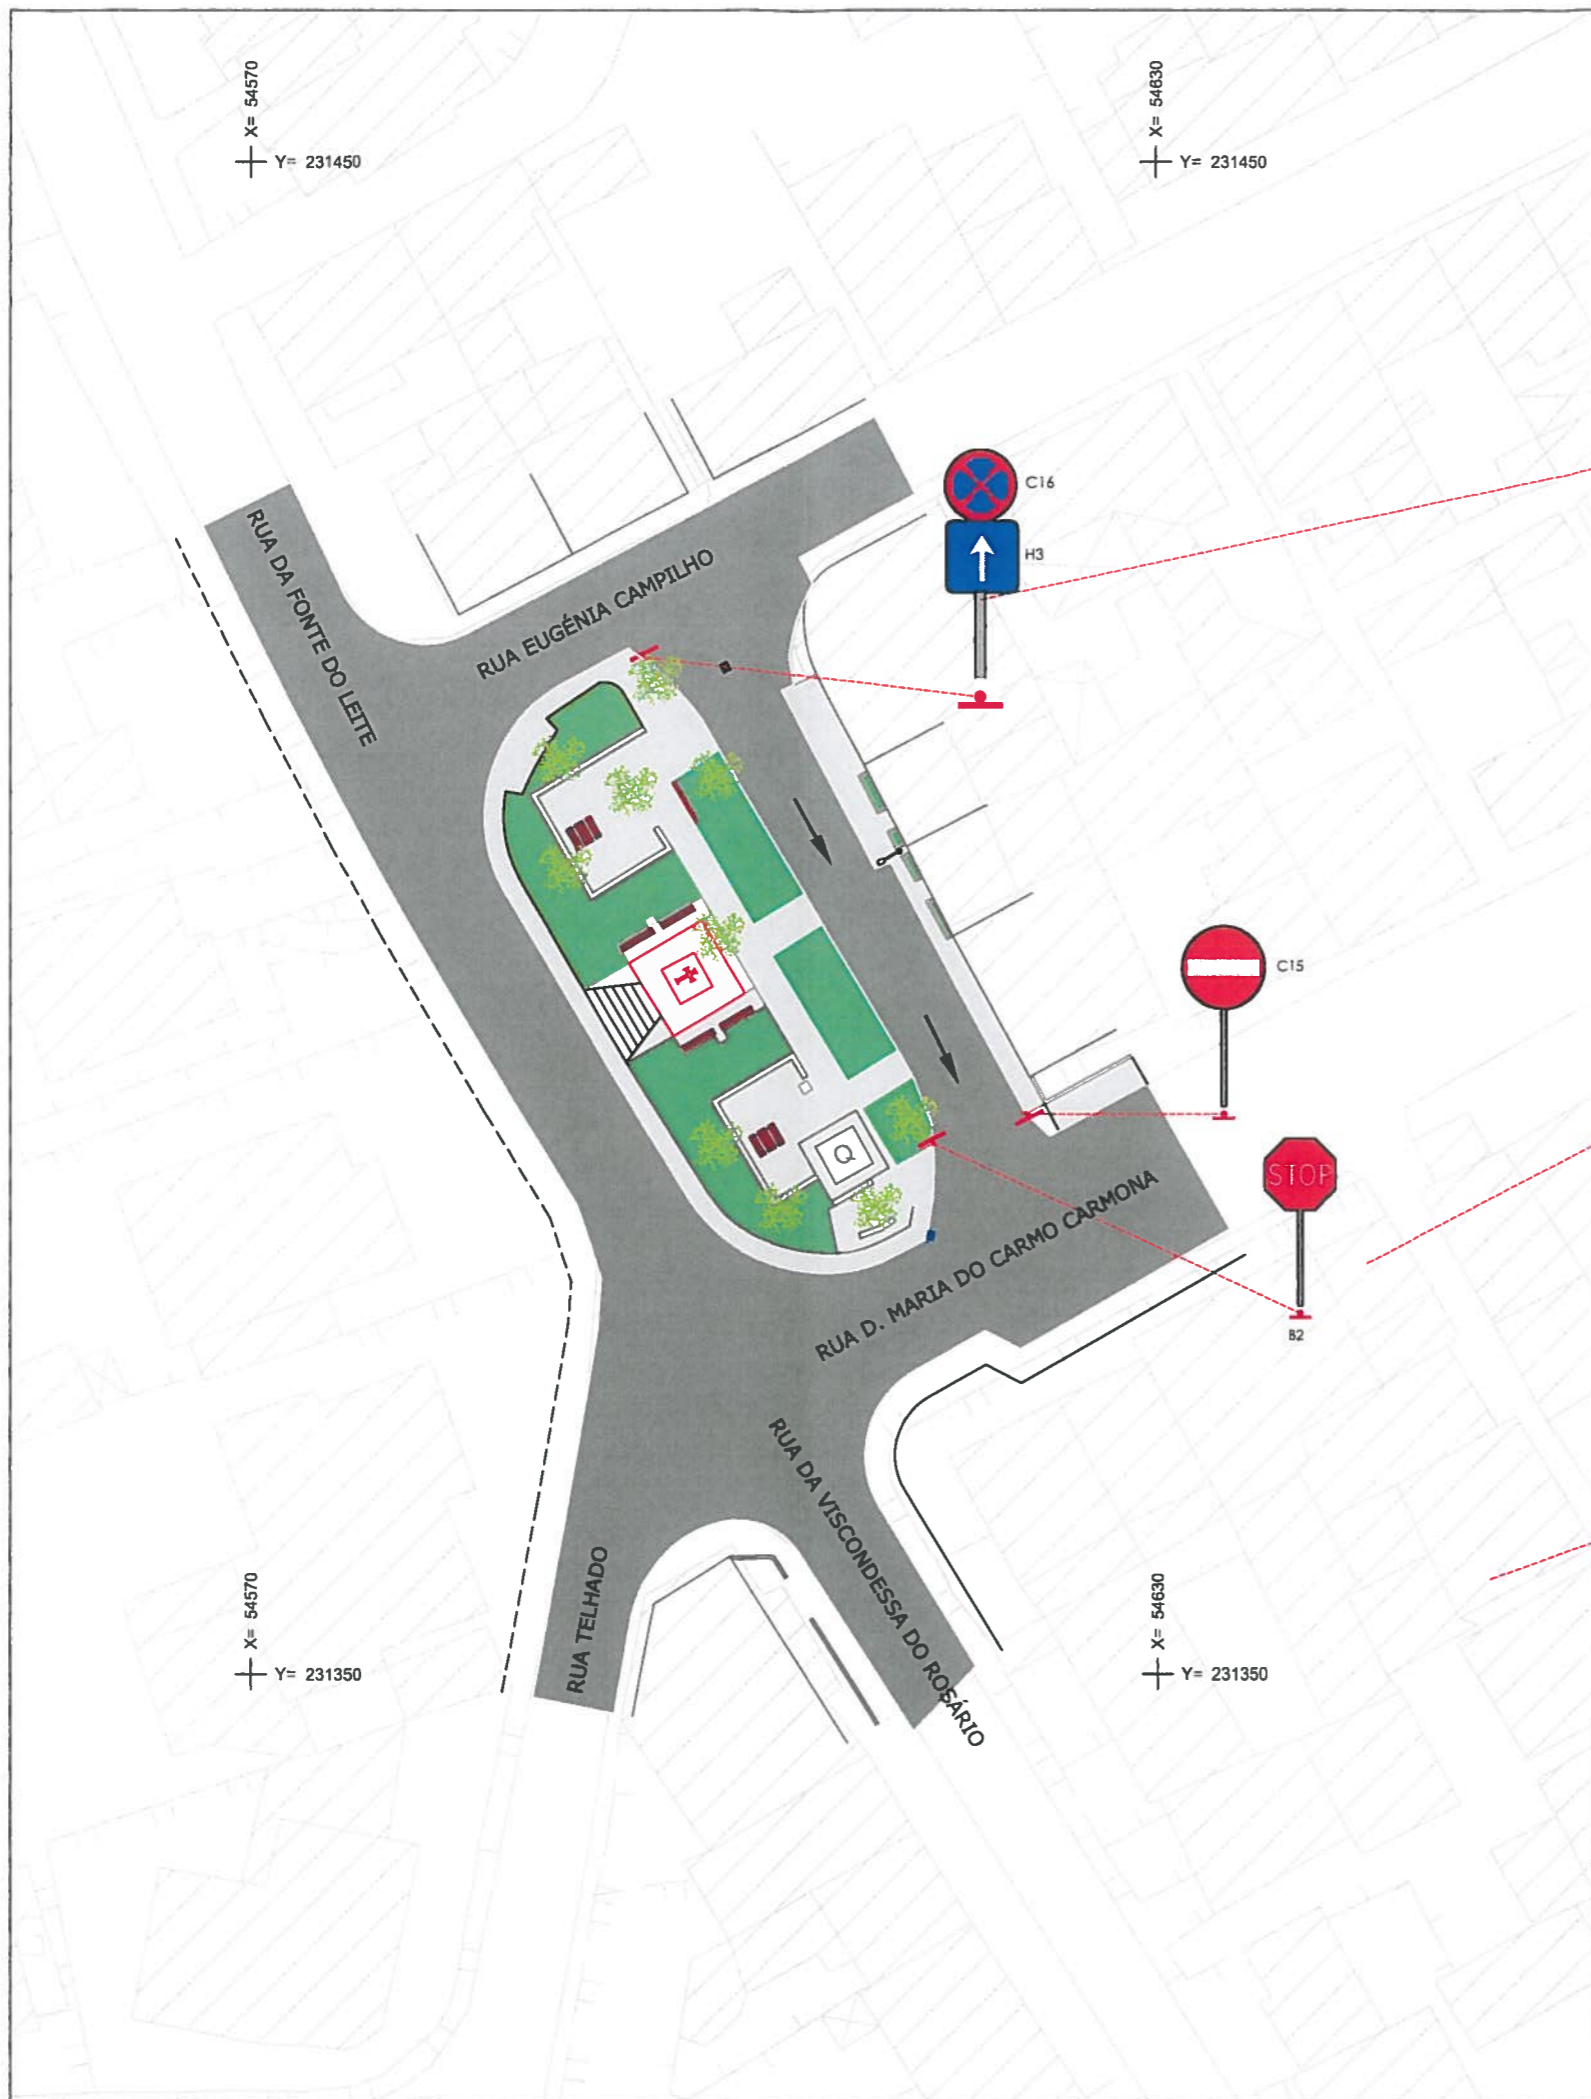 X= 54570
Y= 231450
X= 54630
Y= 231450
C16
H3
RUA DA FONTE DO LEITE
RUA EUGÉNIA CAMPILHO
C15
STOP
B2
Q
RUA D. MARIA DO CARMO CARMONA
RUA DA VISCONDESSA DO ROSÁRIO
RUA TELHADO
X= 54570
Y= 231350
X= 54630
Y= 231350